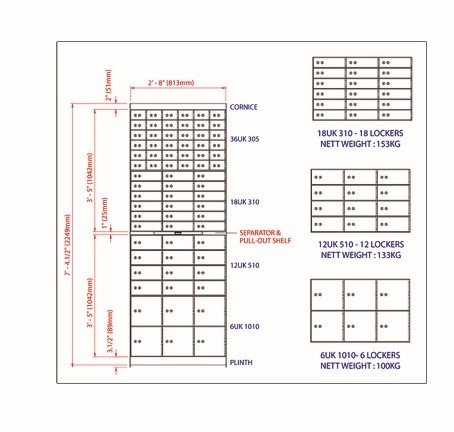 2' - 8" (813mm)
2" (51mm)
CORNICE
36UK 305
3' - 5" (1042mm)
18UK 310
1" (25mm)
SEPARATOR &
PULL-OUT SHELF
7' - 4.1/2" (2249mm)
12UK 510
3' - 5" (1042mm)
6UK 1010
3.1/2" (89mm)
PLINTH
18UK 310 - 18 LOCKERS
NETT WEIGHT : 153KG
12UK 510 - 12 LOCKERS
NETT WEIGHT : 133KG
6UK 1010- 6 LOCKERS
NETT WEIGHT : 100KG